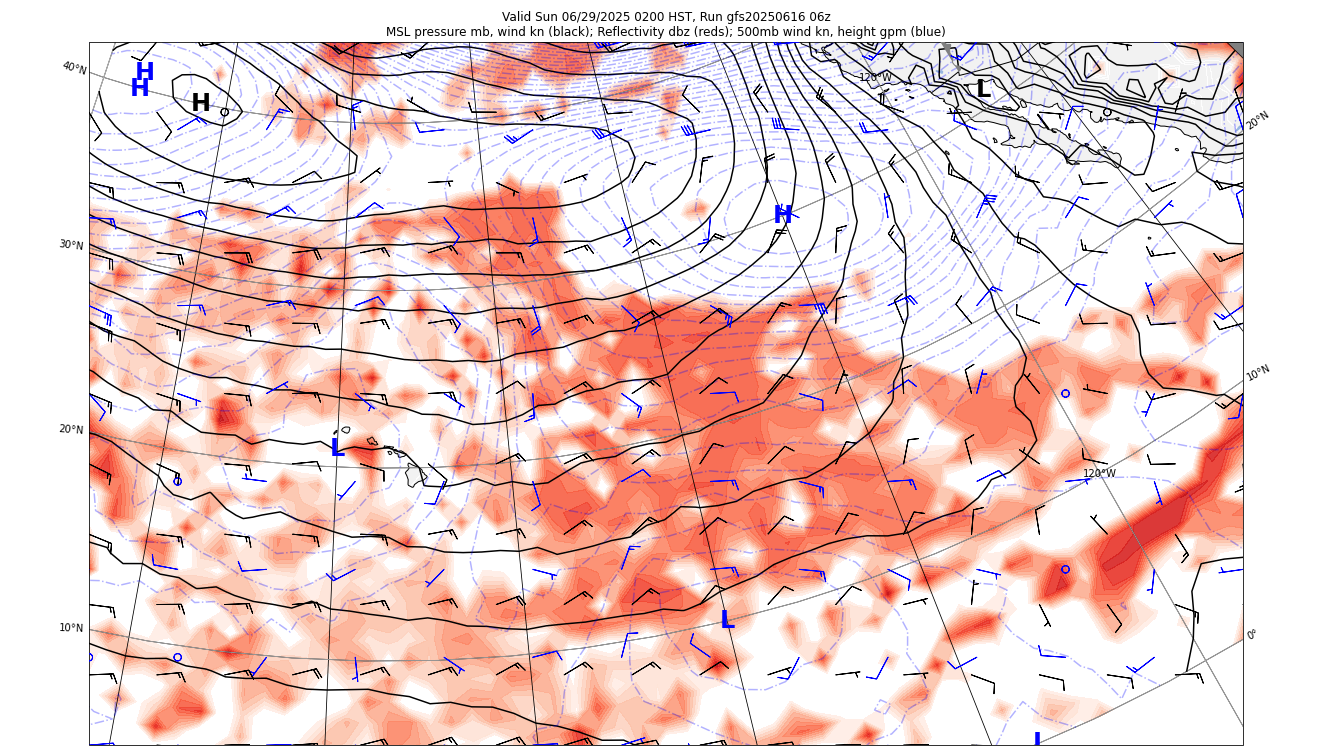 Valid Sun 06/29/2025 0200 HST, Run gfs20250616 06z
MSL pressure mb, wind kn (black); Reflectivity dbz (reds); 500mb wind kn, height gpm (blue)
40°N
H
H
H
120°W
L
20°N
H
30°N
10°N
20°N
L
120°W
10°N
L
0°
L